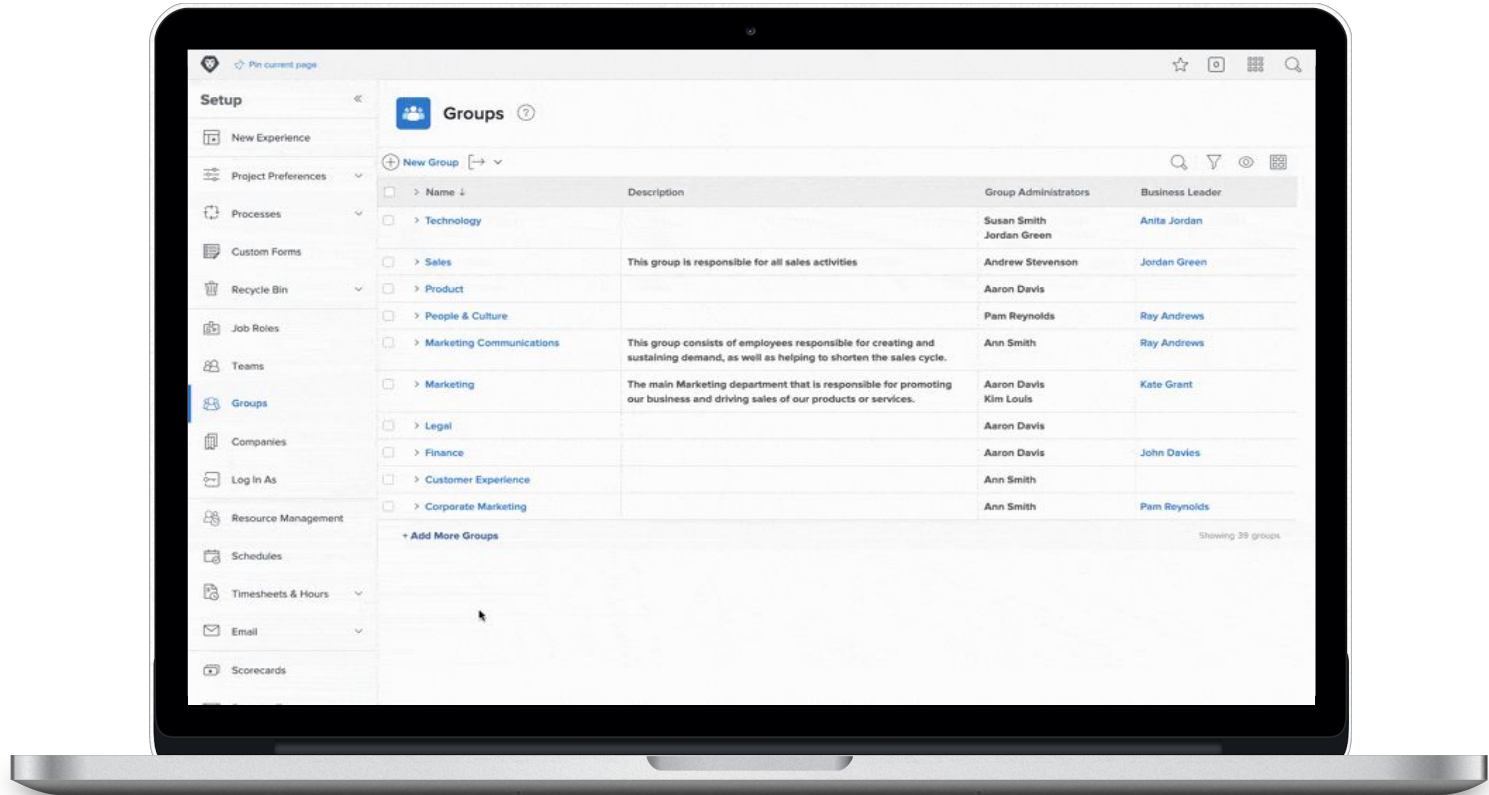 Pin current page
Setup
New Experience
Project Preferences
Processes
Custom Forms
Recycle Bin
Job Roles
Teams
Groups
Companies
Log In As
Resource Management
Schedules
Timesheets & Hours
Email
Scorecards
Groups
New Group
Name Description Group Administrators Business Leader
Technology Susan Smith Anita Jordan
Jordan Green
Sales This group is responsible for all sales activities Andrew Stevenson Jordan Green
Product Aaron Davis
People & Culture Pam Reynolds Ray Andrews
Marketing Communications This group consists of employees responsible for creating and Ann Smith Ray Andrews
sustaining demand, as well as helping to shorten the sales cycle.
Marketing The main Marketing department that is responsible for promoting Aaron Davis Kate Grant
our business and driving sales of our products or services. Kim Louis
Legal Aaron Davis
Finance Aaron Davis John Davies
Customer Experience Ann Smith
Corporate Marketing Ann Smith Pam Reynolds
+ Add More Groups
Showing 39 groups